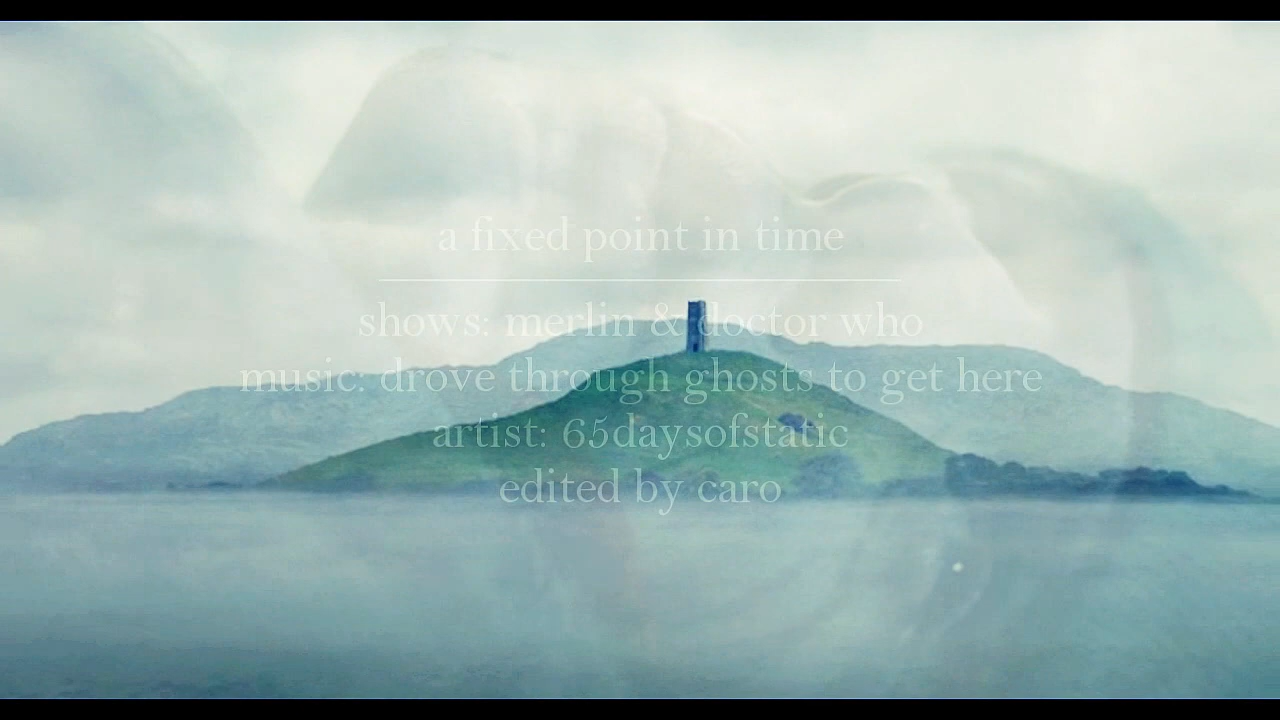 a fixed point in time
shows: merlin & doctor who
music: drove through ghosts to get here
artist: 65daysofstatic
edited by caro